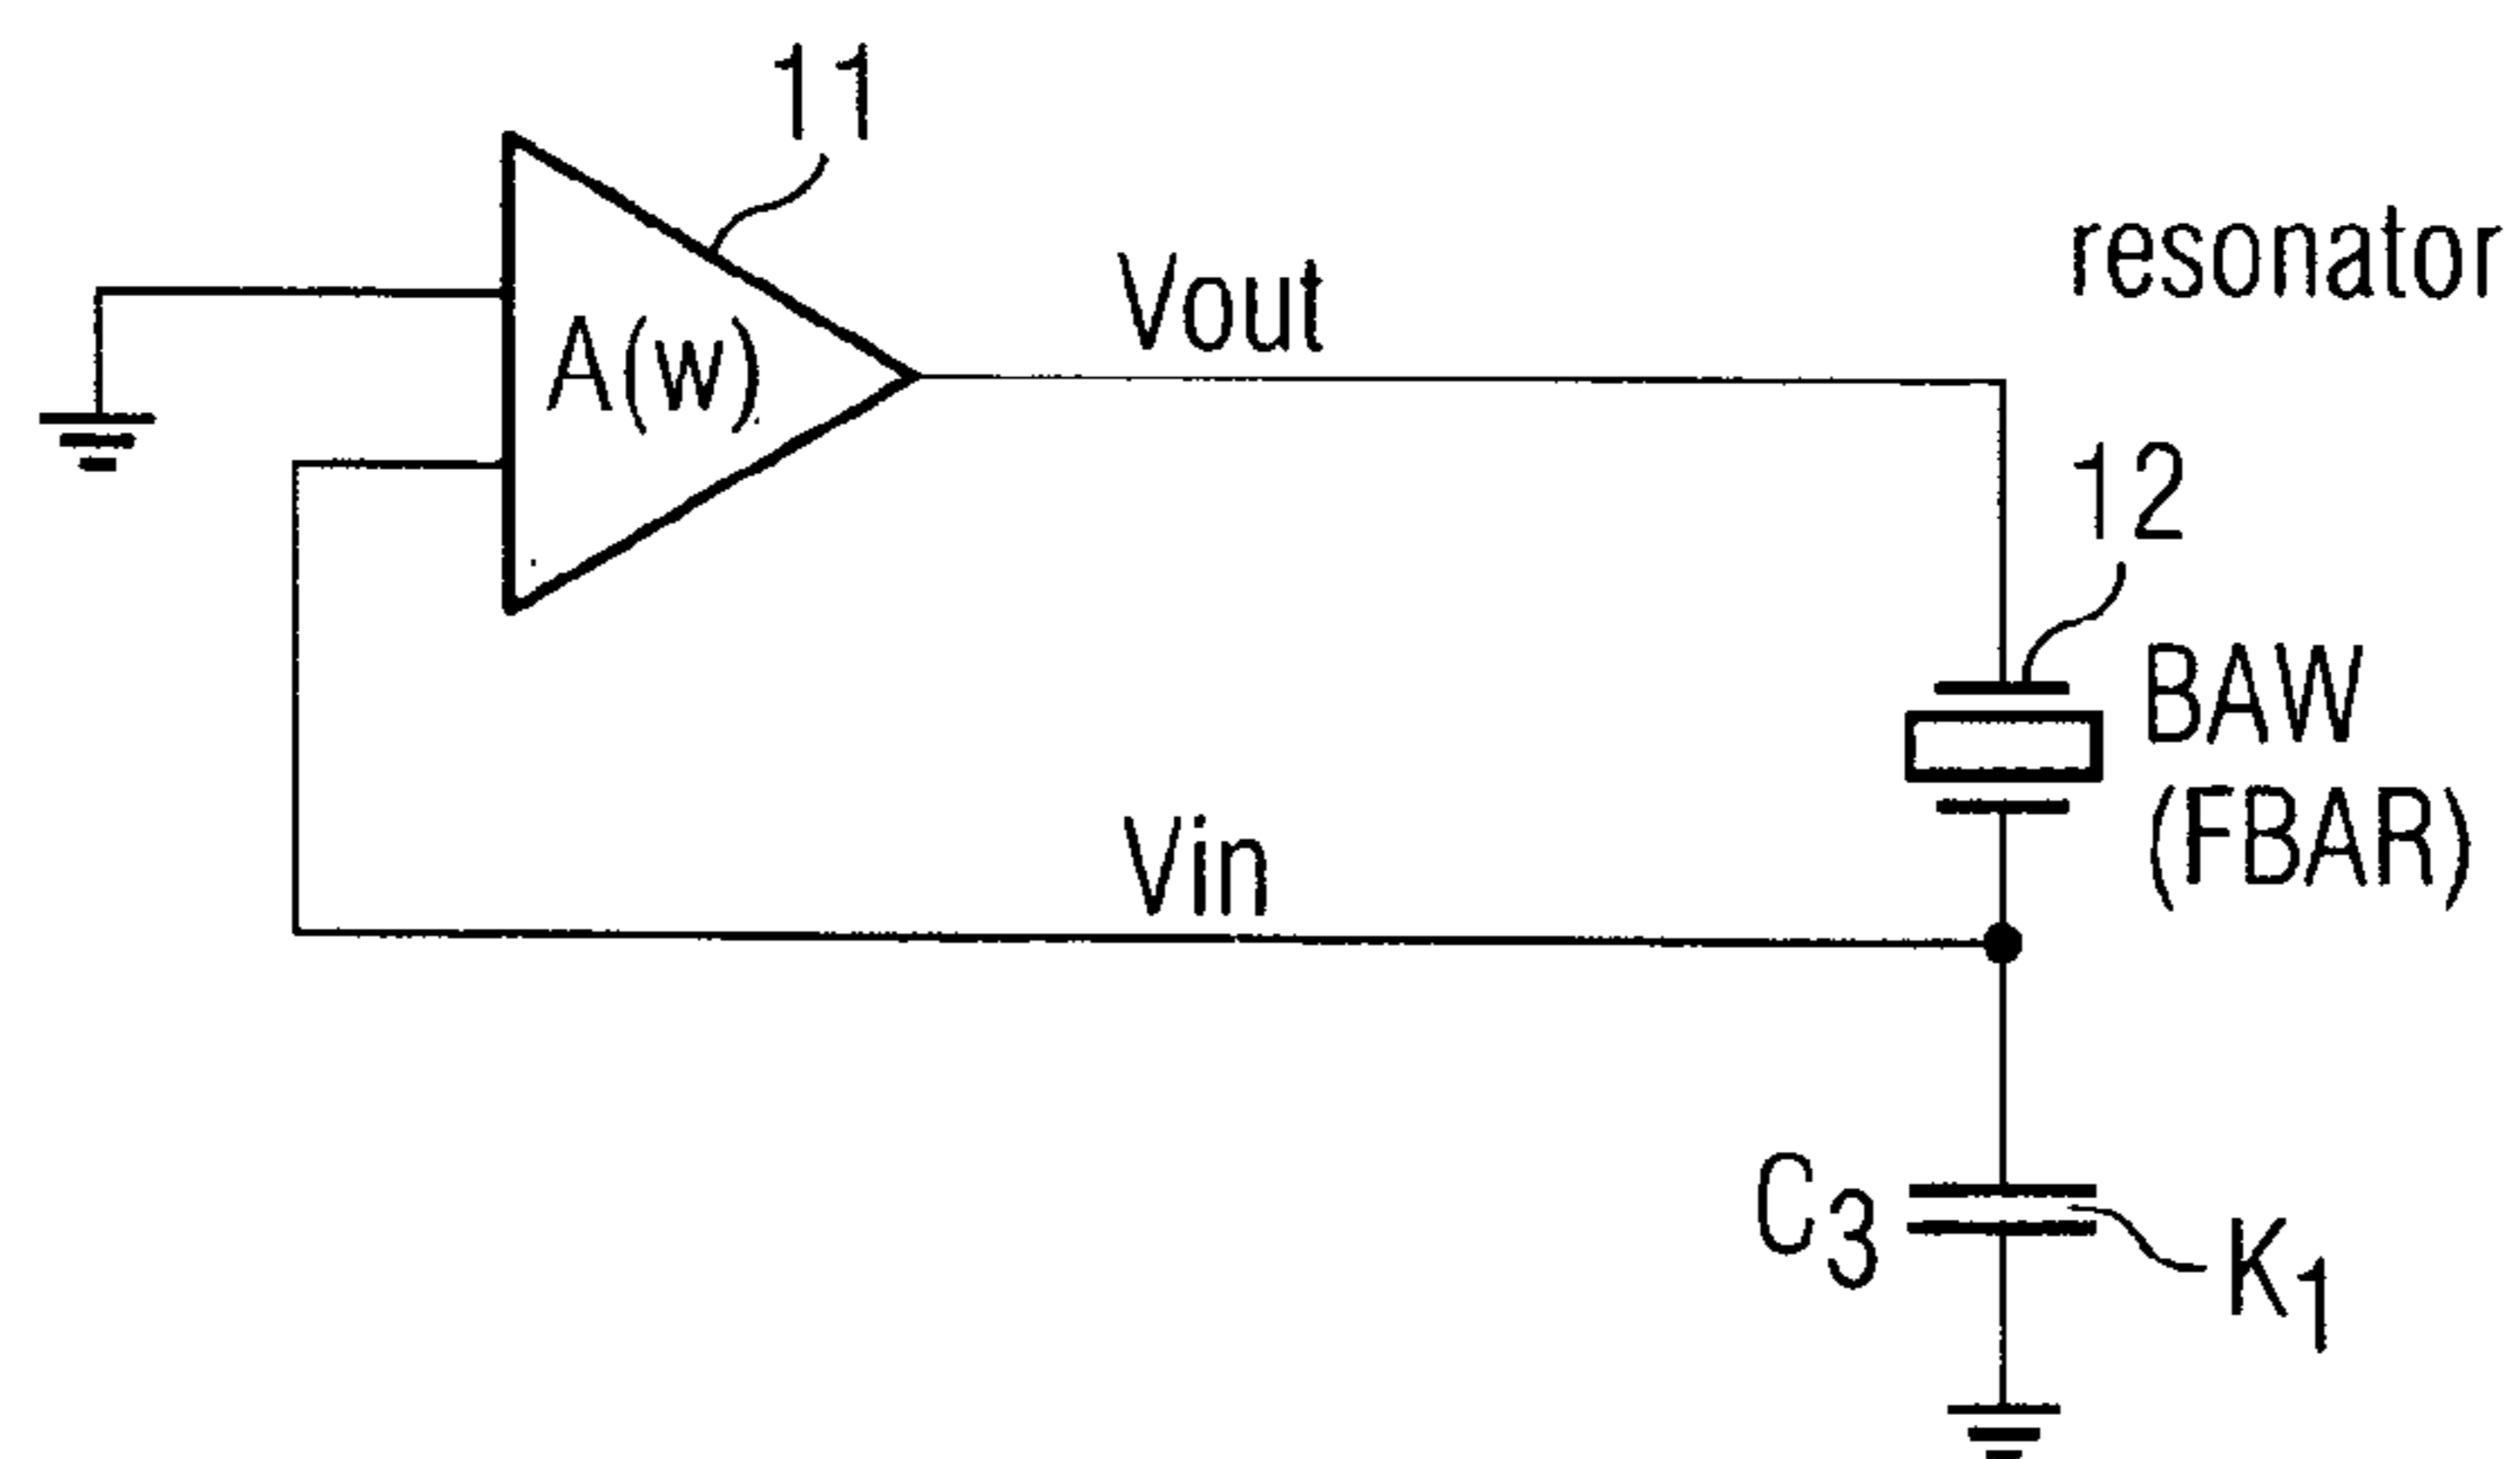 11
resonator
Vout
A(w)
12
BAW
(FBAR)
Vin
C3
K1